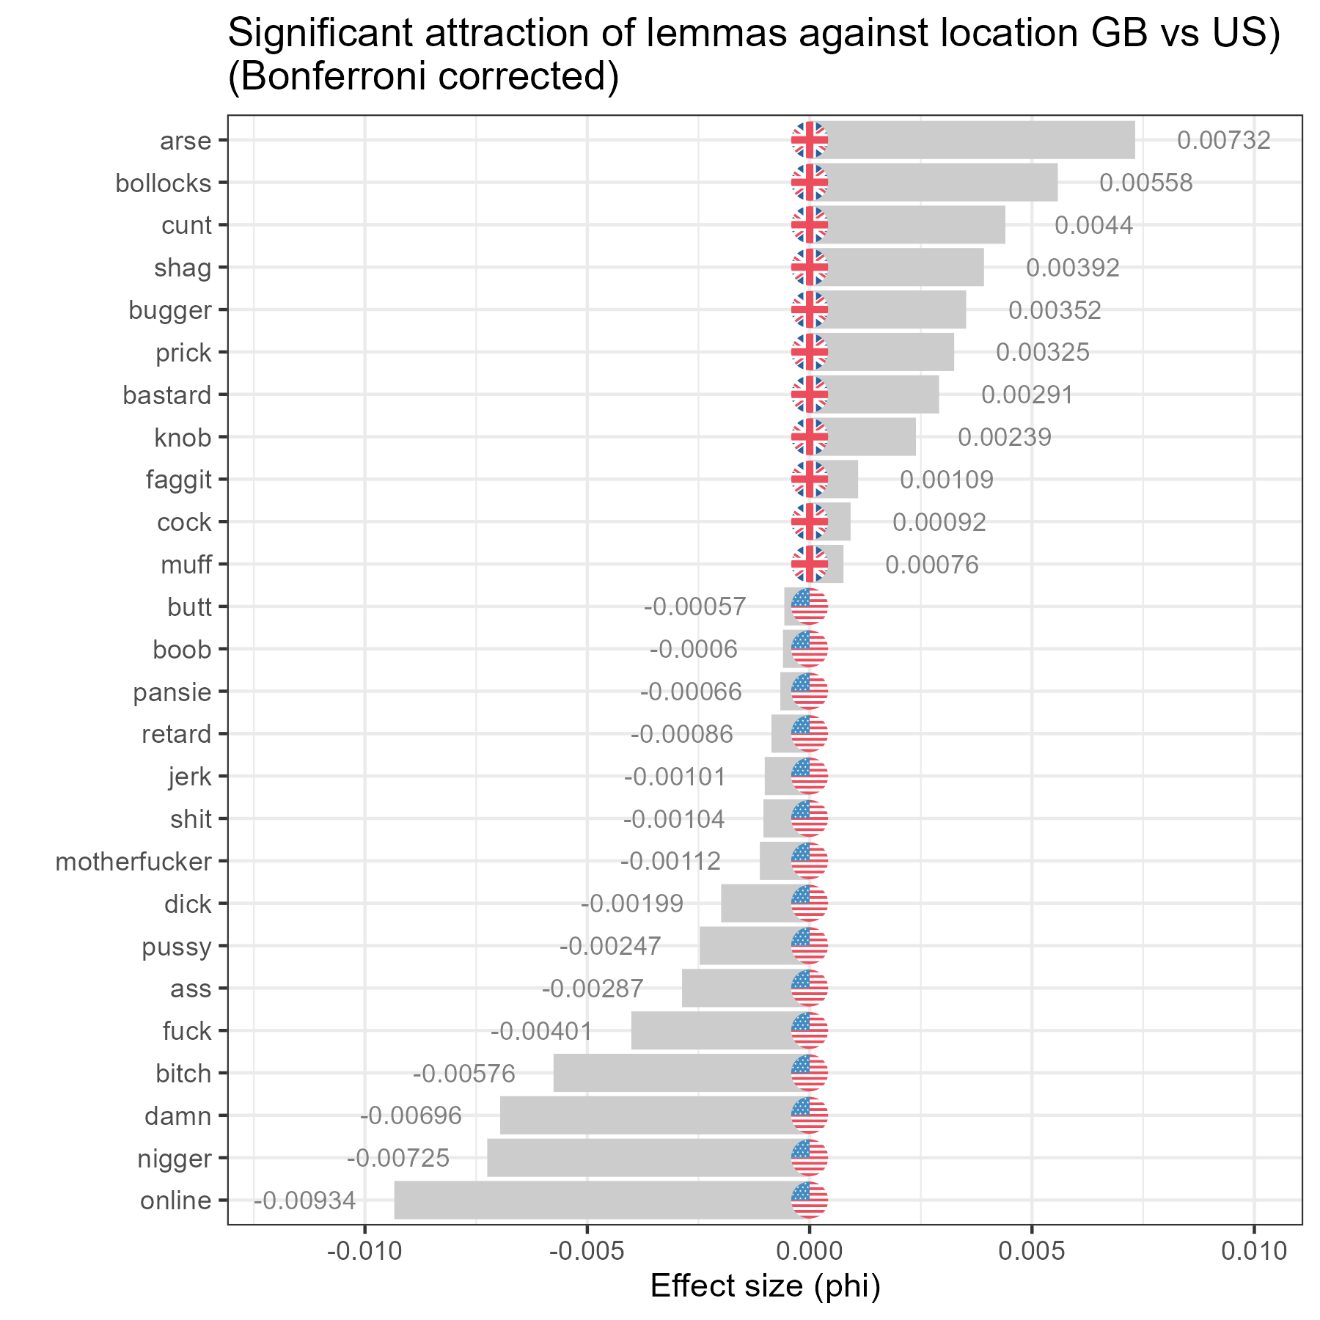 Significant attraction of lemmas against location GB vs US)
(Bonferroni corrected)
arse 0.00732
bollocks 0.00558
cunt 0.0044
shag 0.00392
bugger 0.00352
prick 0.00325
bastard 0.00291
knob 0.00239
faggit 0.00109
cock 0.00092
muff 0.00076
butt -0.00057
boob -0.0006
pansie -0.00066
retard -0.00086
jerk -0.00101
shit -0.00104
motherfucker -0.00112
dick -0.00199
pussy -0.00247
ass -0.00287
fuck -0.00401
bitch -0.00576
damn -0.00696
nigger -0.00725
online -0.00934
-0.010 -0.005 0.000 0.005 0.010
Effect size (phi)